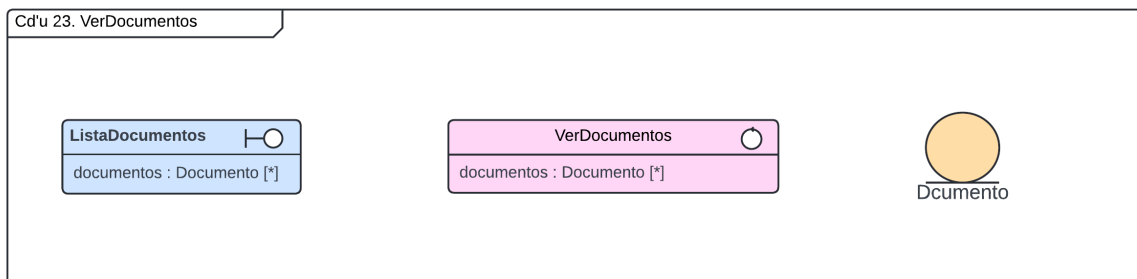 Cd'u 23. VerDocumentos
ListaDocumentos
documentos : Documento [*]
VerDocumentos
documentos : Documento [*]
Dcumento